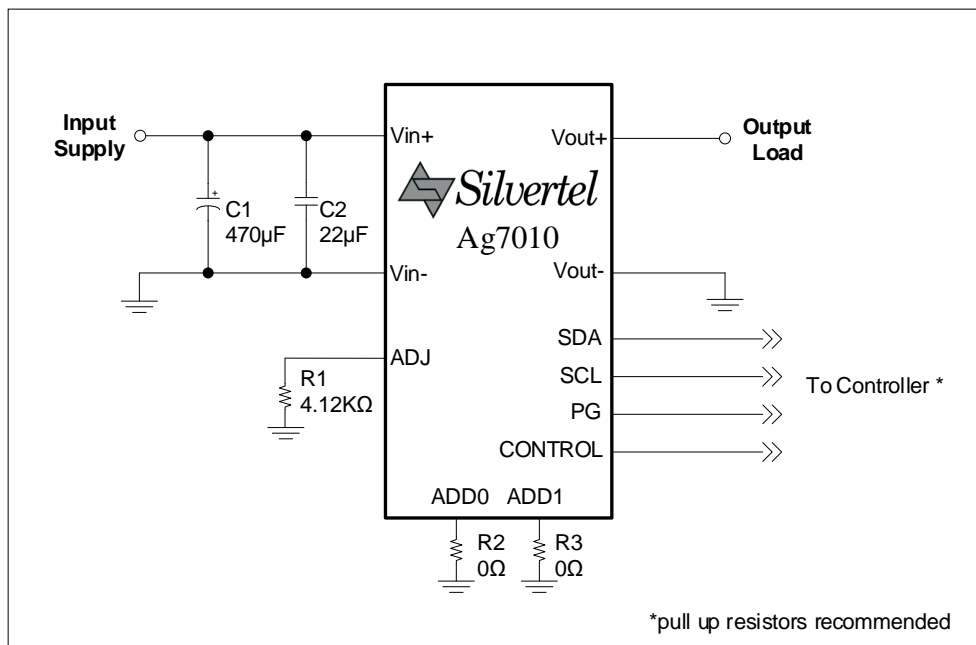 Input
Supply
Vin+
Vout+
Output
Load
+
C1
470µF
C2
22µF
Silvertel
Ag7010
Vin-
Vout-
ADJ
R1
4.12KΩ
SDA
SCL
PG
CONTROL
To Controller *
ADD0 ADD1
R2
0Ω
R3
0Ω
*pull up resistors recommended